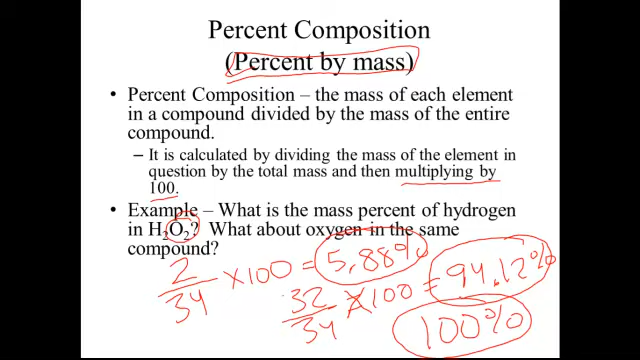 Percent Composition
(Percent by mass)
• Percent Composition – the mass of each element
in a compound divided by the mass of the entire
compound.
– It is calculated by dividing the mass of the element in
question by the total mass and then multiplying by
100.
• Example – What is the mass percent of hydrogen
in H2O2? What about oxygen in the same
compound?
2/34 × 100 = 5.88%
32/34 × 100 = 94.12%
100%